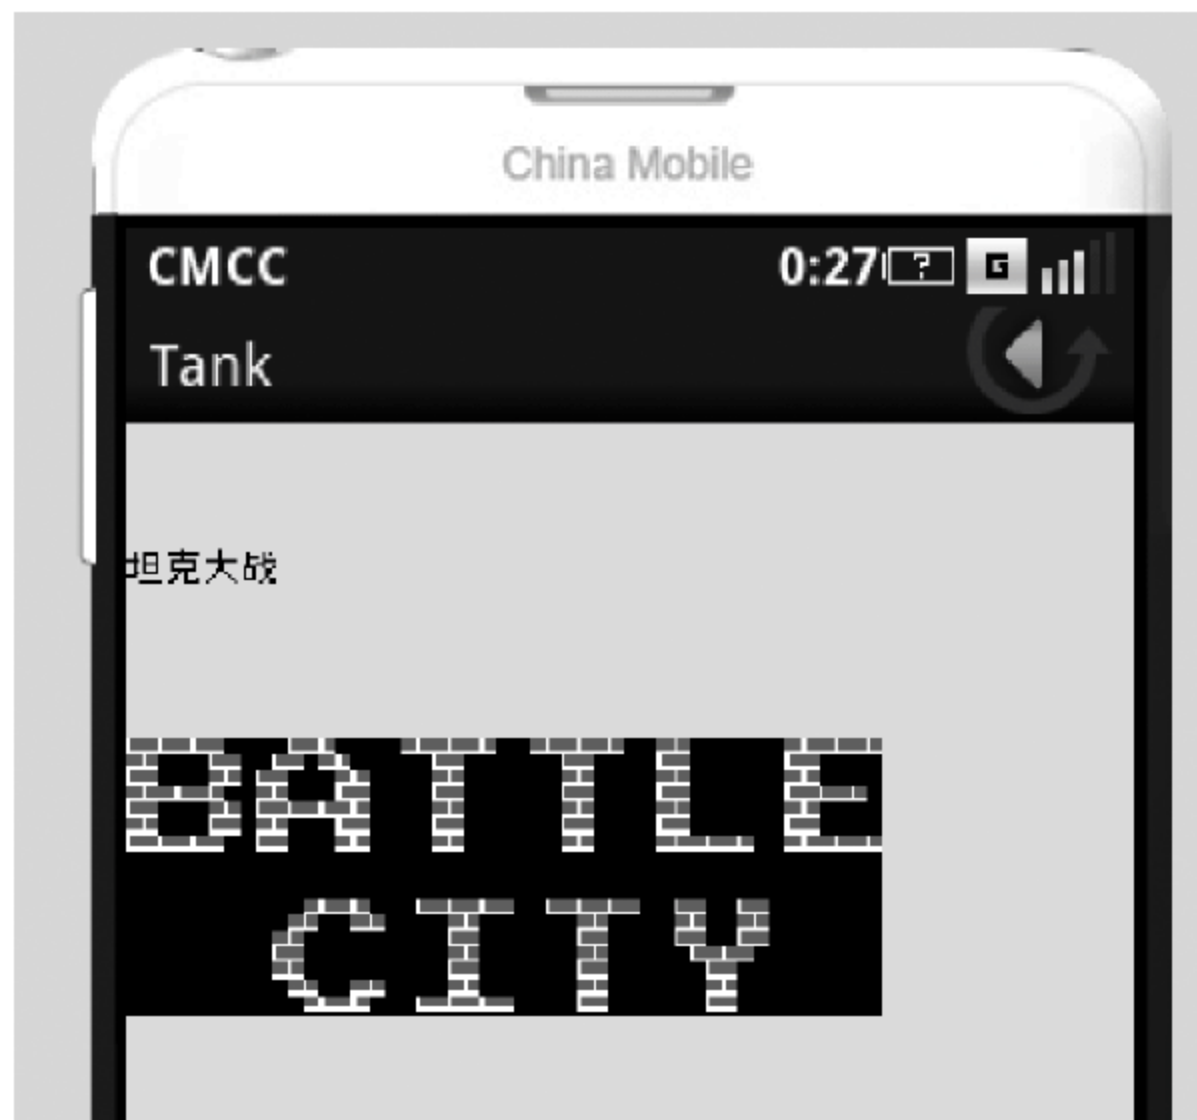 China Mobile
CMCC 0:27 ? G
Tank
坦克大战
BATTLE
CITY